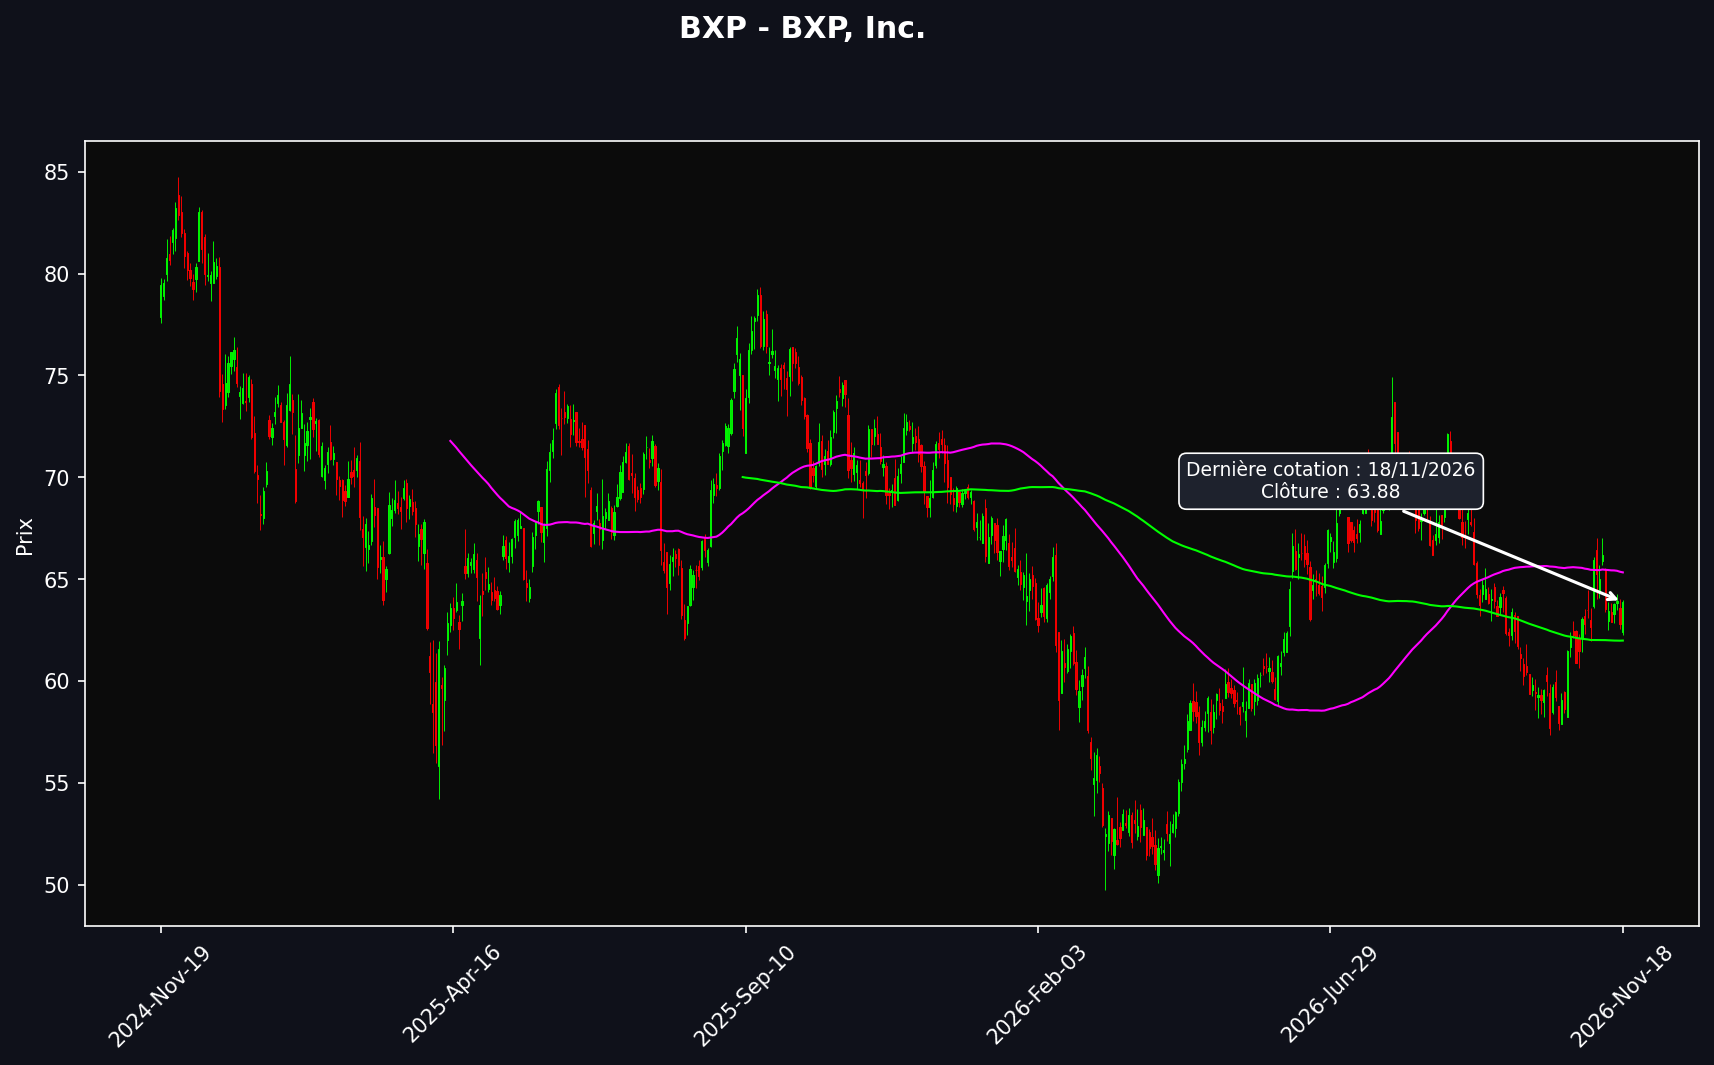 BXP - BXP, Inc.
Prix
85
80
75
70
65
60
55
50
Dernière cotation : 18/11/2026
Clôture : 63.88
2024-Nov-19
2025-Apr-16
2025-Sep-10
2026-Feb-03
2026-Jun-29
2026-Nov-18